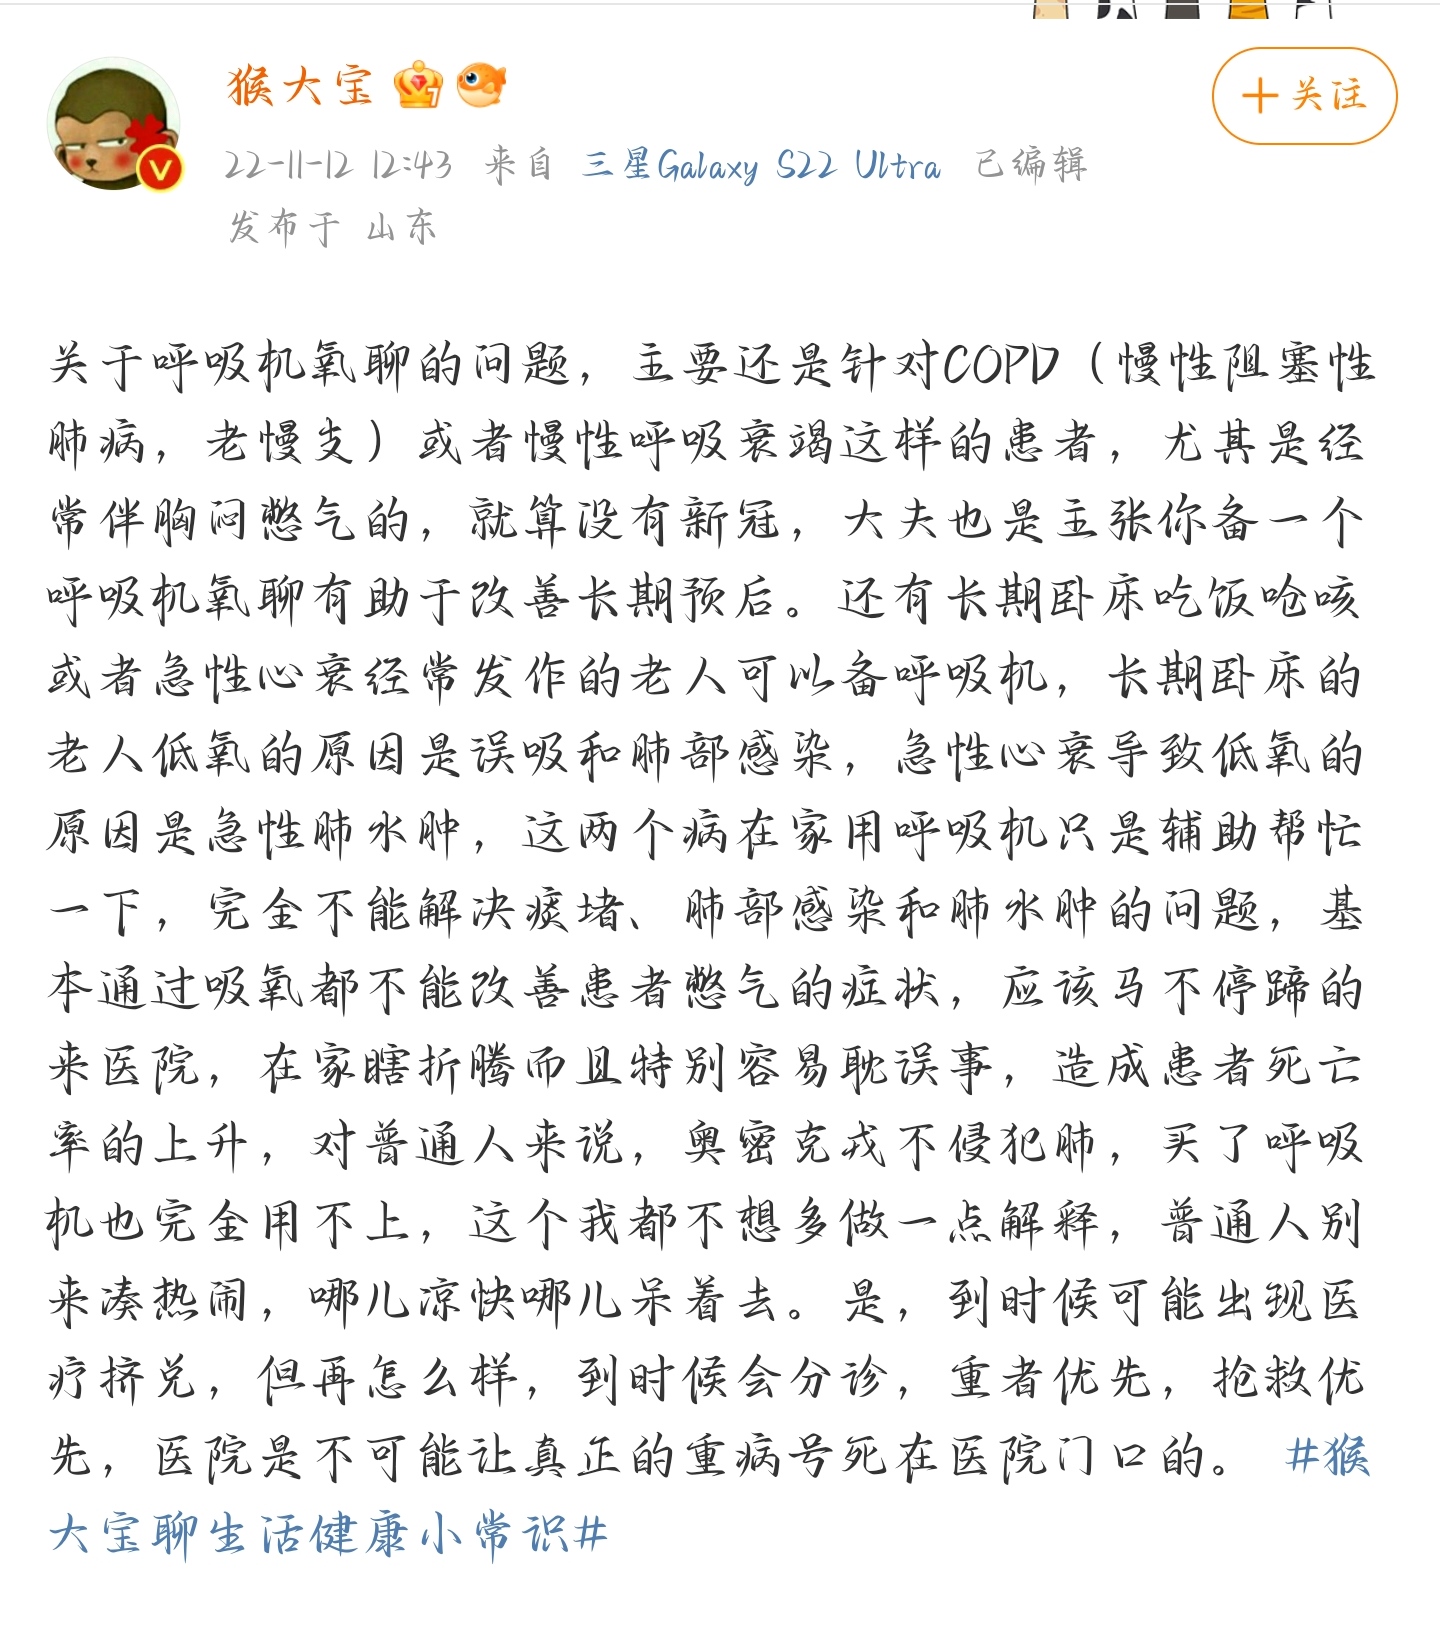 猴大宝
7
+关注
V
22-11-12 12:43 来自 三星Galaxy S22 Ultra 已编辑
发布于 山东
关于呼吸机氧聊的问题，主要还是针对COPD（慢性阻塞性
肺病，老慢支）或者慢性呼吸衰竭这样的患者，尤其是经
常伴胸闷憋气的，就算没有新冠，大夫也是主张你备一个
呼吸机氧聊有助于改善长期预后。还有长期卧床吃饭呛咳
或者急性心衰经常发作的老人可以备呼吸机，长期卧床的
老人低氧的原因是误吸和肺部感染，急性心衰导致低氧的
原因是急性肺水肿，这两个病在家用呼吸机只是辅助帮忙
一下，完全不能解决痰堵、肺部感染和肺水肿的问题，基
本通过吸氧都不能改善患者憋气的症状，应该马不停蹄的
来医院，在家瞎折腾而且特别容易耽误事，造成患者死亡
率的上升，对普通人来说，奥密克戎不侵犯肺，买了呼吸
机也完全用不上，这个我都不想多做一点解释，普通人别
来凑热闹，哪儿凉快哪儿呆着去。是，到时候可能出现医
疗挤兑，但再怎么样，到时候会分诊，重者优先，抢救优
先，医院是不可能让真正的重病号死在医院门口的。 #猴
大宝聊生活健康小常识#